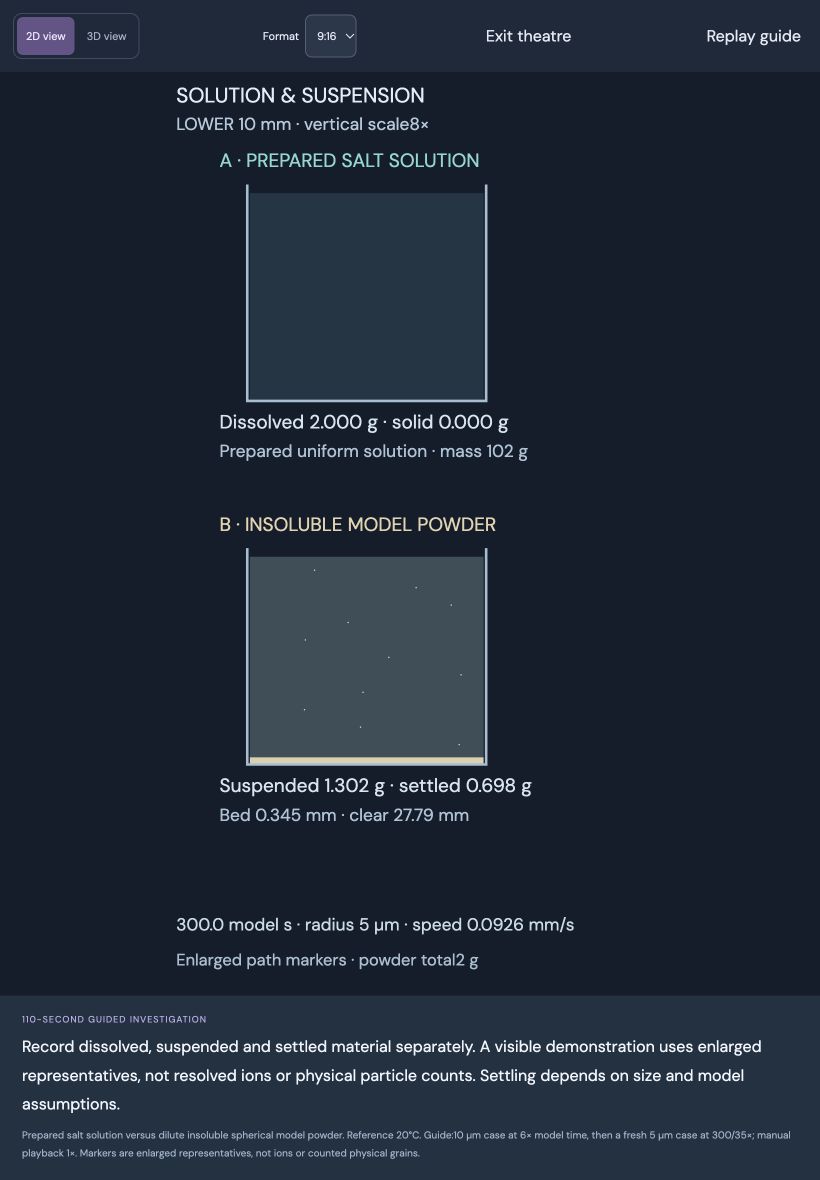 2D view 3D view Format 9:16 Exit theatre Replay guide
SOLUTION & SUSPENSION
LOWER 10 mm · vertical scale8×
A · PREPARED SALT SOLUTION
Dissolved 2.000 g · solid 0.000 g
Prepared uniform solution · mass 102 g
B · INSOLUBLE MODEL POWDER
Suspended 1.302 g · settled 0.698 g
Bed 0.345 mm · clear 27.79 mm
300.0 model s · radius 5 µm · speed 0.0926 mm/s
Enlarged path markers · powder total2 g
110-SECOND GUIDED INVESTIGATION
Record dissolved, suspended and settled material separately. A visible demonstration uses enlarged
representatives, not resolved ions or physical particle counts. Settling depends on size and model
assumptions.
Prepared salt solution versus dilute insoluble spherical model powder. Reference 20°C. Guide:10 µm case at 6× model time, then a fresh 5 µm case at 300/35×; manual
playback 1×. Markers are enlarged representatives, not ions or counted physical grains.